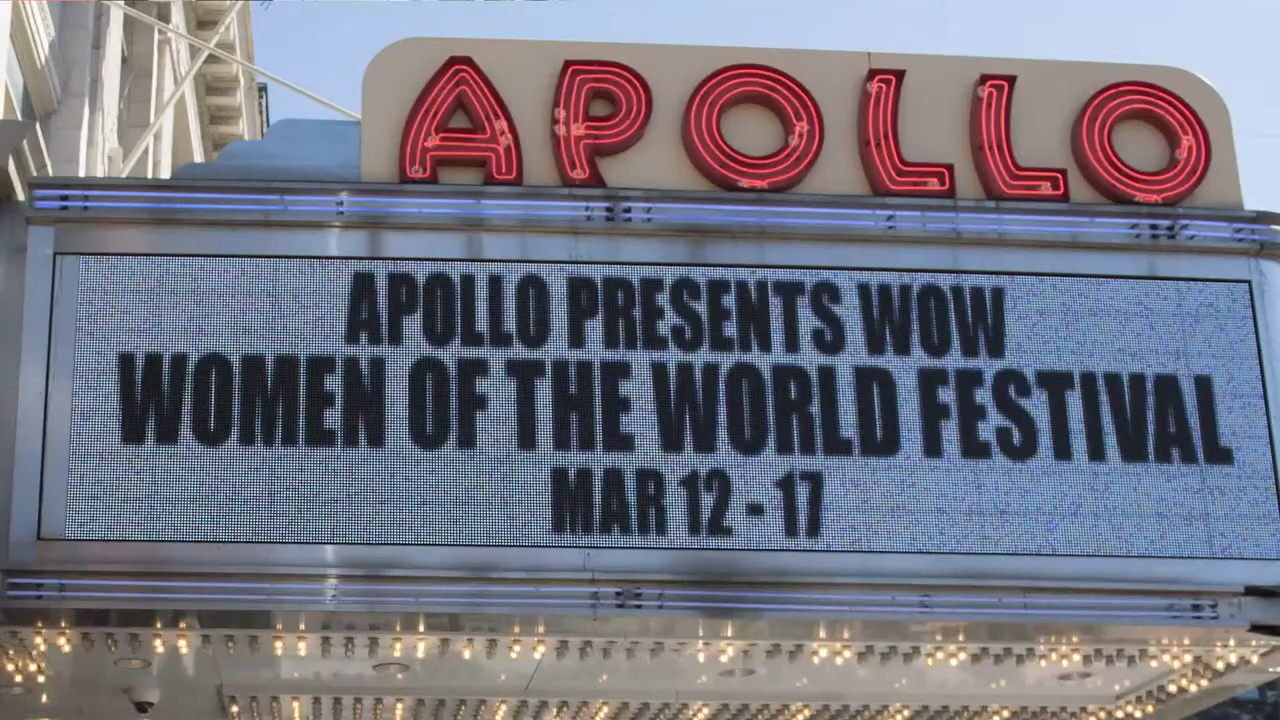 APOLLO
APOLLO PRESENTS WOW
WOMEN OF THE WORLD FESTIVAL
MAR 12 - 17